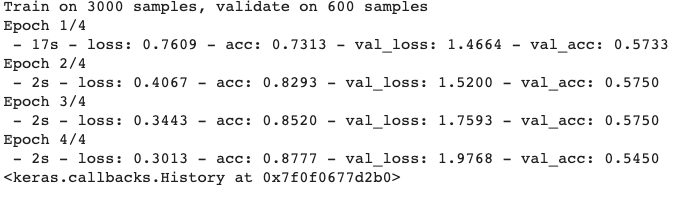 Train on 3000 samples, validate on 600 samples
Epoch 1/4
 - 17s - loss: 0.7609 - acc: 0.7313 - val_loss: 1.4664 - val_acc: 0.5733
Epoch 2/4
 - 2s - loss: 0.4067 - acc: 0.8293 - val_loss: 1.5200 - val_acc: 0.5750
Epoch 3/4
 - 2s - loss: 0.3443 - acc: 0.8520 - val_loss: 1.7593 - val_acc: 0.5750
Epoch 4/4
 - 2s - loss: 0.3013 - acc: 0.8777 - val_loss: 1.9768 - val_acc: 0.5450
<keras.callbacks.History at 0x7f0f0677d2b0>